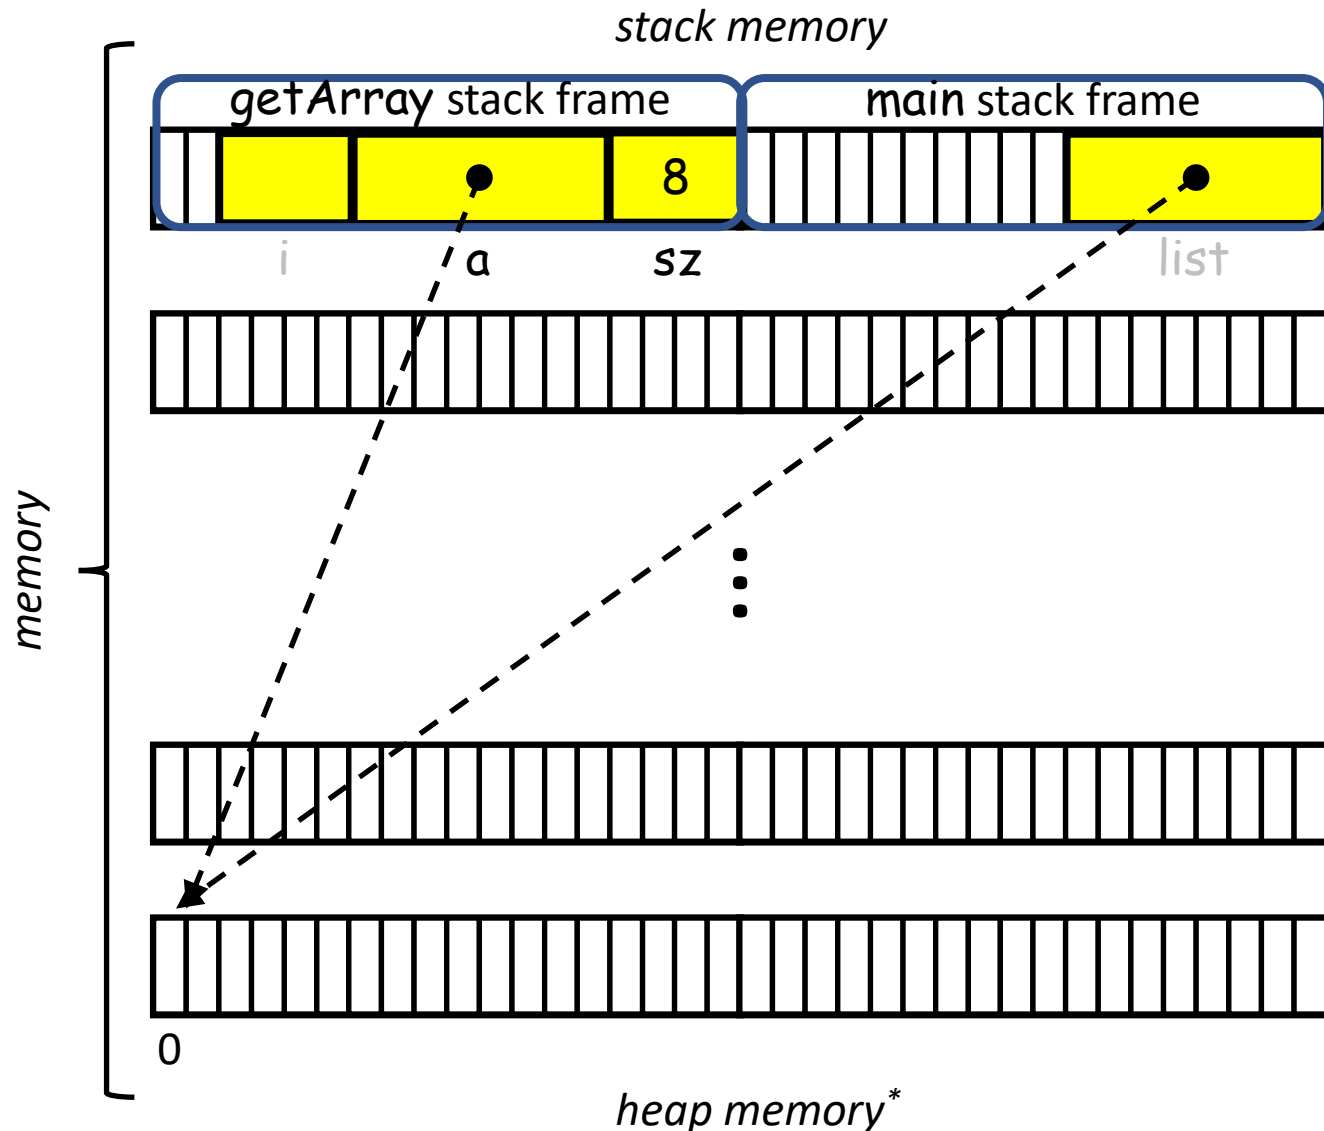 stack memory
getArray stack frame
main stack frame
8
i
a
sz
list
memory
0
heap memory*